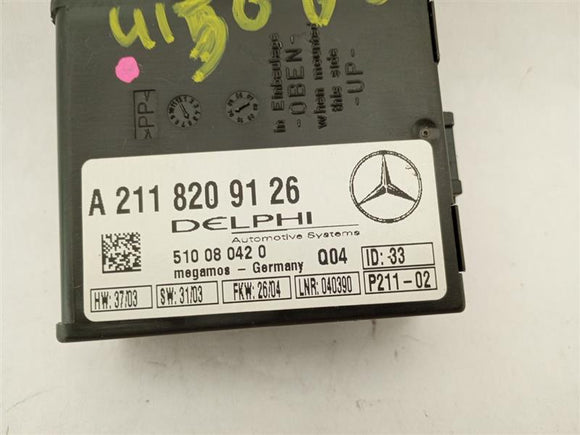 in Einbaulage
- OBEN -
when mounted
this side
- UP -
PP
A 211 820 91 26
DELPHI
Automotive Systems
510 08 042 0
megamos - Germany
Q04
ID: 33
HW: 37/03
SW: 31/03
FKW: 26/04
LNR: 040390
P211-02